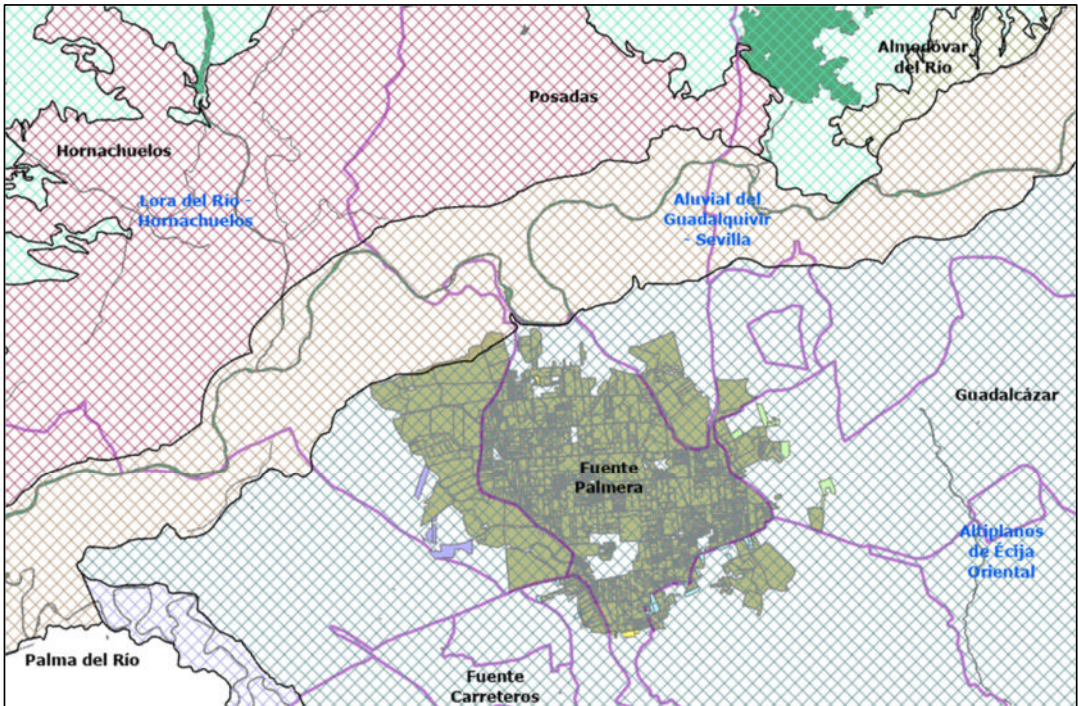 Almodóvar
del Río
Posadas
Hornachuelos
Lora del Río -
Hornachuelos
Aluvial del
Guadalquivir
- Sevilla
Guadalcázar
Fuente
Palmera
Altiplanos
de Écija
Oriental
Palma del Río
Fuente
Carreteros